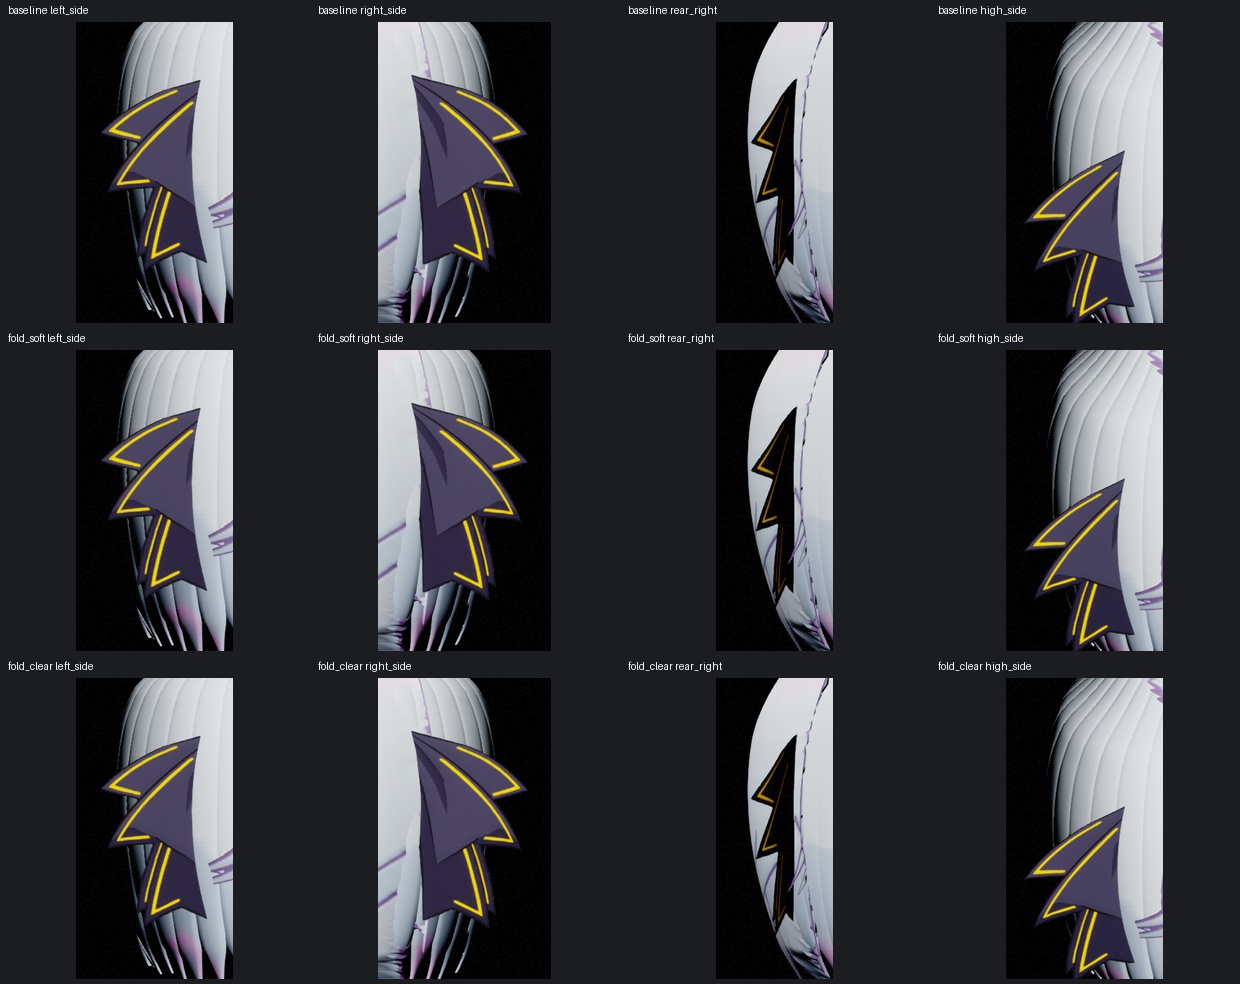 baseline left_side
baseline right_side
baseline rear_right
baseline high_side
fold_soft left_side
fold_soft right_side
fold_soft rear_right
fold_soft high_side
fold_clear left_side
fold_clear right_side
fold_clear rear_right
fold_clear high_side